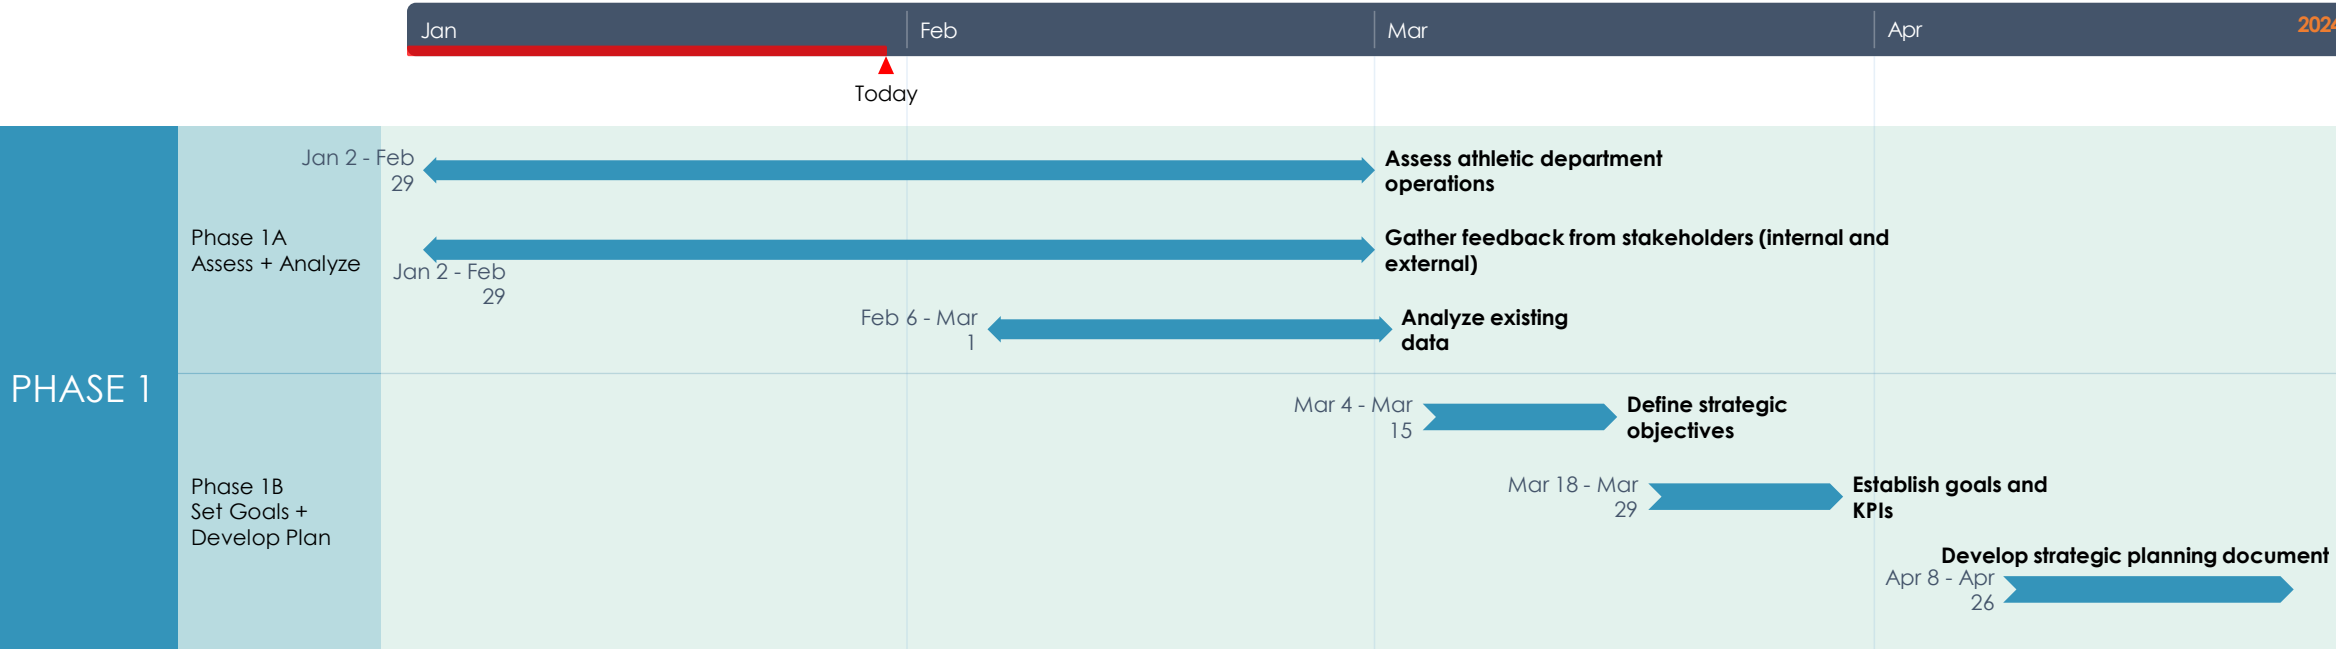 Jan Feb Mar Apr 2024
Today
PHASE 1
Phase 1A
Assess + Analyze
Jan 2 - Feb
29
Assess athletic department
operations
Jan 2 - Feb
29
Gather feedback from stakeholders (internal and
external)
Feb 6 - Mar
1
Analyze existing
data
Phase 1B
Set Goals +
Develop Plan
Mar 4 - Mar
15
Define strategic
objectives
Mar 18 - Mar
29
Establish goals and
KPIs
Develop strategic planning document
Apr 8 - Apr
26